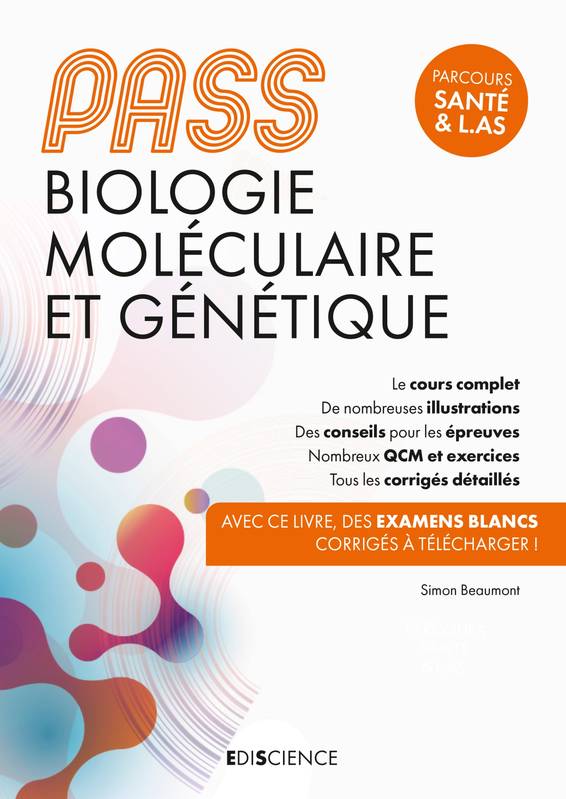 PASS
PARCOURS
SANTÉ
& L.AS
BIOLOGIE
MOLÉCULAIRE
ET GÉNÉTIQUE
Le cours complet
De nombreuses illustrations
Des conseils pour les épreuves
Nombreux QCM et exercices
Tous les corrigés détaillés
AVEC CE LIVRE, DES EXAMENS BLANCS
CORRIGÉS À TÉLÉCHARGER !
Simon Beaumont
EDISCIENCE